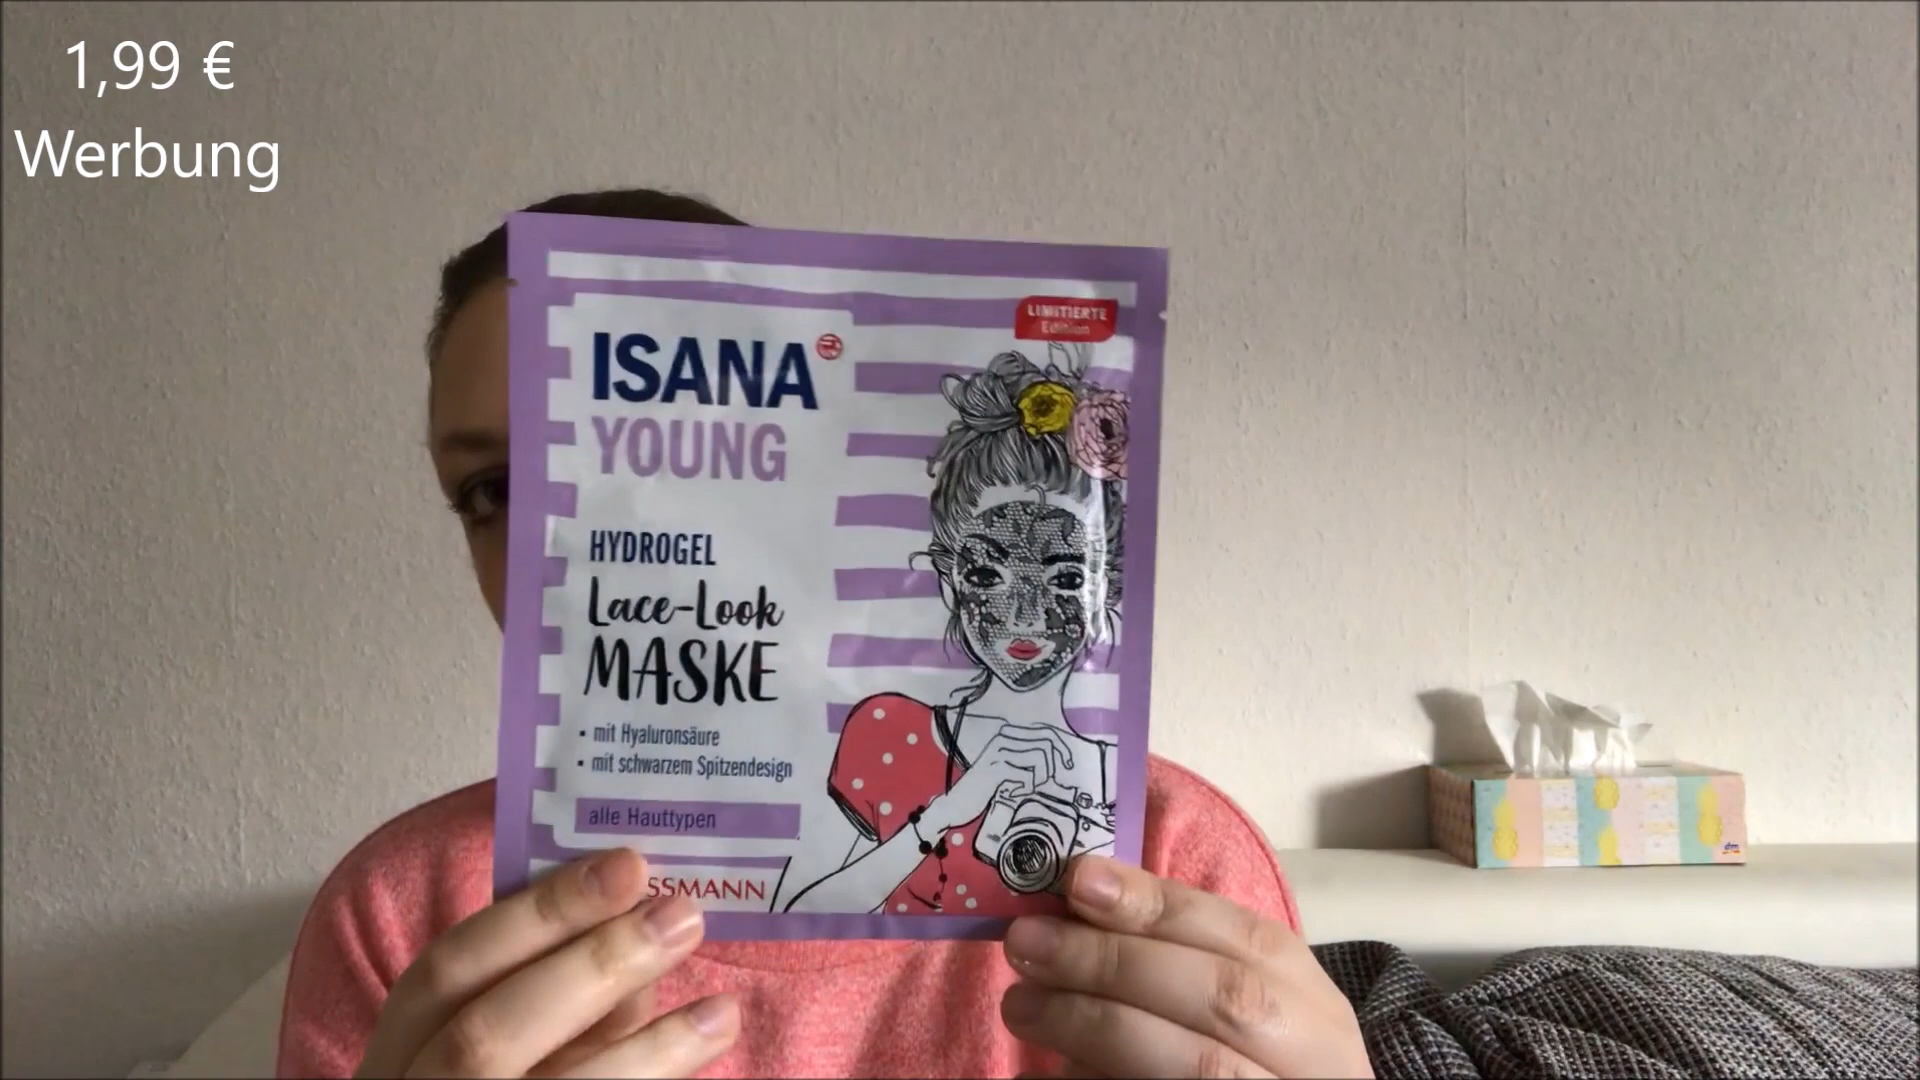 1,99 €
Werbung
LIMITIERTE
Edition
ISANA
YOUNG
HYDROGEL
Lace-Look
MASKE
• mit Hyaluronsäure
• mit schwarzem Spitzendesign
alle Hauttypen
SSMANN
dm